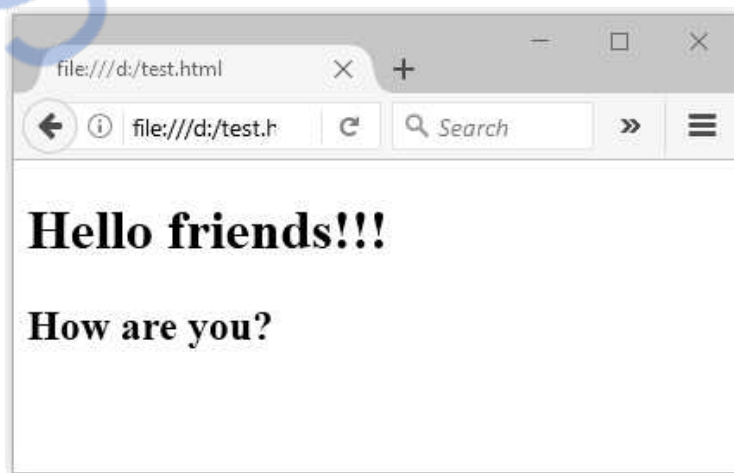 file:///d:/test.html
file:///d:/test.h
Search
Hello friends!!!
How are you?